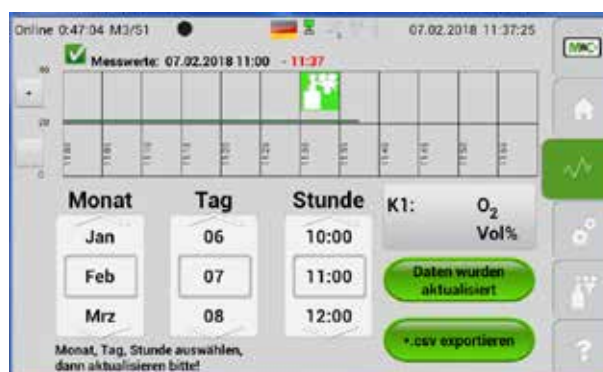 Online 0:47:04 M3/S1
07.02.2018 11:37:25
Messwerte: 07.02.2018 11:00 - 11:37
MRC
Monat Tag Stunde
K1: O2
Vol%
Jan 06 10:00
Feb 07 11:00
Daten wurden
aktualisiert
Mrz 08 12:00
*.csv exportieren
Monat, Tag, Stunde auswählen,
dann aktualisieren bitte!
?